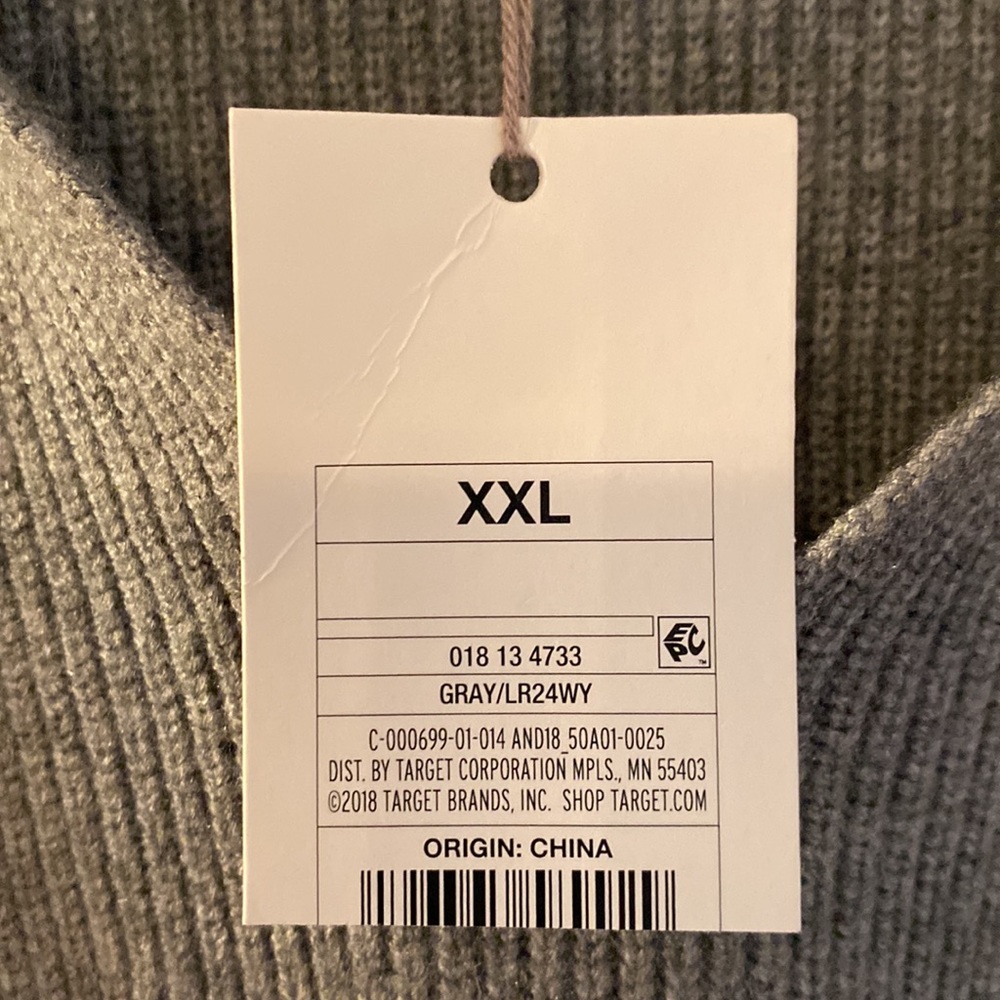 XXL
EPC™
018 13 4733
GRAY/LR24WY
C-000699-01-014 AND18_50A01-0025
DIST. BY TARGET CORPORATION MPLS., MN 55403
©2018 TARGET BRANDS, INC. SHOP TARGET.COM
ORIGIN: CHINA